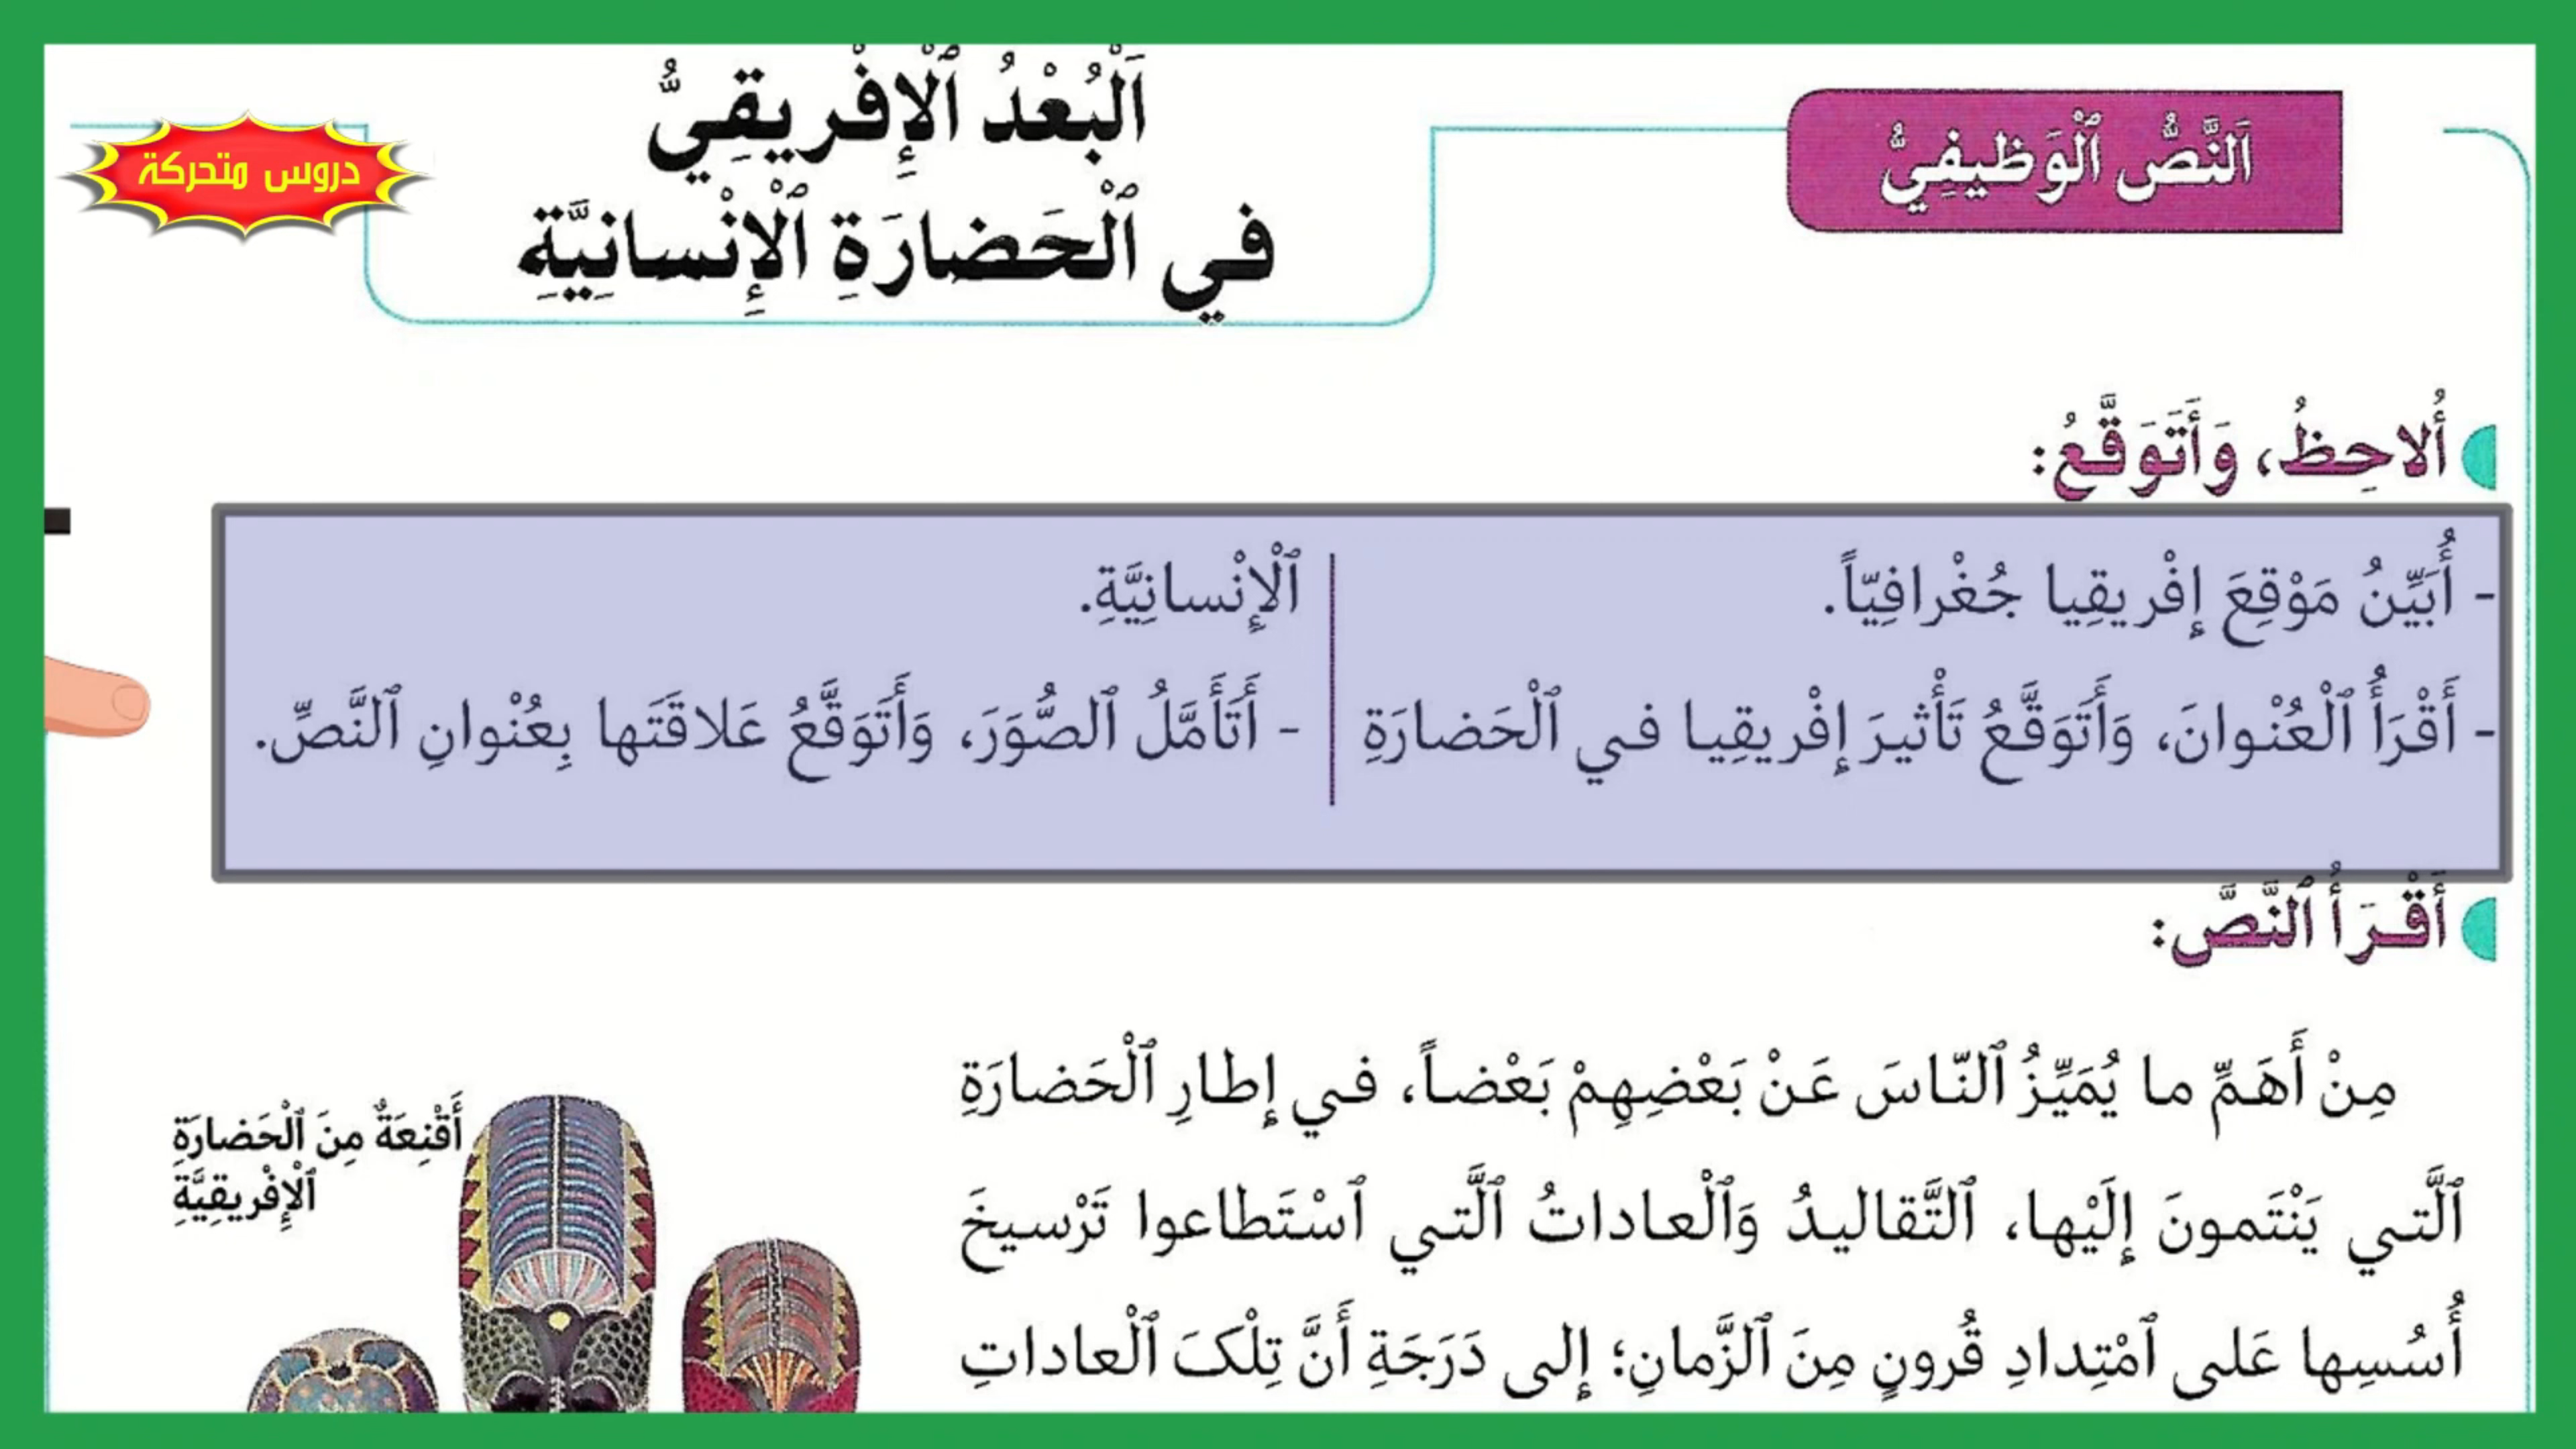 اَلنَّصُّ ٱلْوَظيفِيُّ
اَلْبُعْدُ ٱلْإِفْريقِيُّ
في ٱلْحَضارَةِ ٱلْإِنْسانِيَّةِ
دروس متحركة
أُلاحِظُ، وَأَتَوَقَّعُ:
- أُبَيِّنُ مَوْقِعَ إِفْريقِيا جُغْرافِيّاً.
- أَقْرَأُ ٱلْعُنْوانَ، وَأَتَوَقَّعُ تَأْثيرَ إِفْريقِيا في ٱلْحَضارَةِ
ٱلْإِنْسانِيَّةِ.
- أَتَأَمَّلُ ٱلصُّوَرَ، وَأَتَوَقَّعُ عَلاقَتَها بِعُنْوانِ ٱلنَّصِّ.
أَقْرَأُ ٱلنَّصَّ:
مِنْ أَهَمِّ ما يُمَيِّزُ ٱلنّاسَ عَنْ بَعْضِهِمْ بَعْضاً، في إِطارِ ٱلْحَضارَةِ
ٱلَّتي يَنْتَمونَ إِلَيْها، ٱلتَّقاليدُ وَٱلْعاداتُ ٱلَّتي ٱسْتَطاعوا تَرْسيخَ
أُسُسِها عَلى ٱمْتِدادِ قُرونٍ مِنَ ٱلزَّمانِ؛ إِلى دَرَجَةِ أَنَّ تِلْكَ ٱلْعاداتِ
أَقْنِعَةٌ مِنَ ٱلْحَضارَةِ
ٱلْإِفْريقِيَّةِ